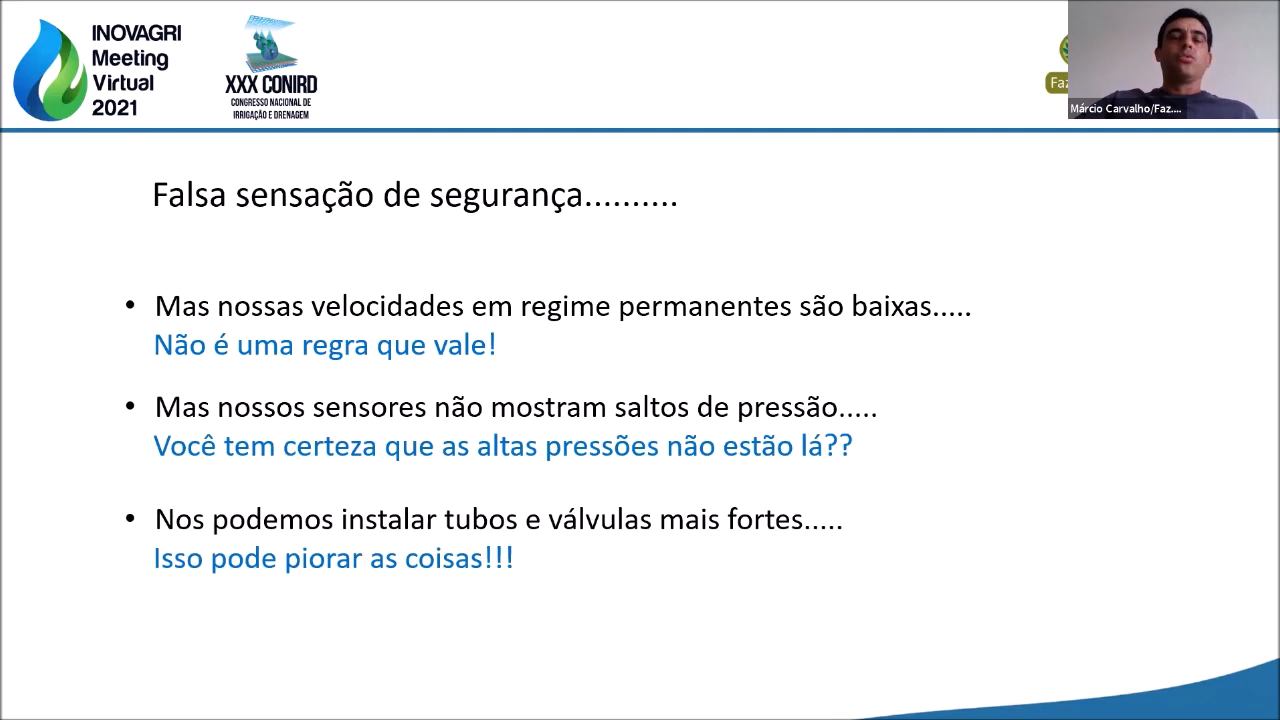 INOVAGRI
Meeting
Virtual
2021
XXX CONIRD
CONGRESSO NACIONAL DE
IRRIGAÇÃO E DRENAGEM
Faz
Márcio Carvalho/Faz....
Falsa sensação de segurança..........
• Mas nossas velocidades em regime permanentes são baixas.....
Não é uma regra que vale!
• Mas nossos sensores não mostram saltos de pressão.....
Você tem certeza que as altas pressões não estão lá??
• Nos podemos instalar tubos e válvulas mais fortes.....
Isso pode piorar as coisas!!!